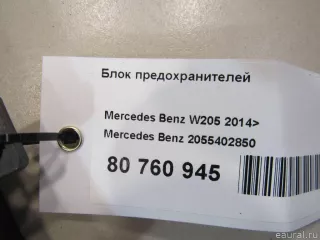 Блок предохранителей
Mercedes Benz W205 2014>
Mercedes Benz 2055402850
80 760 945
eaural.ru